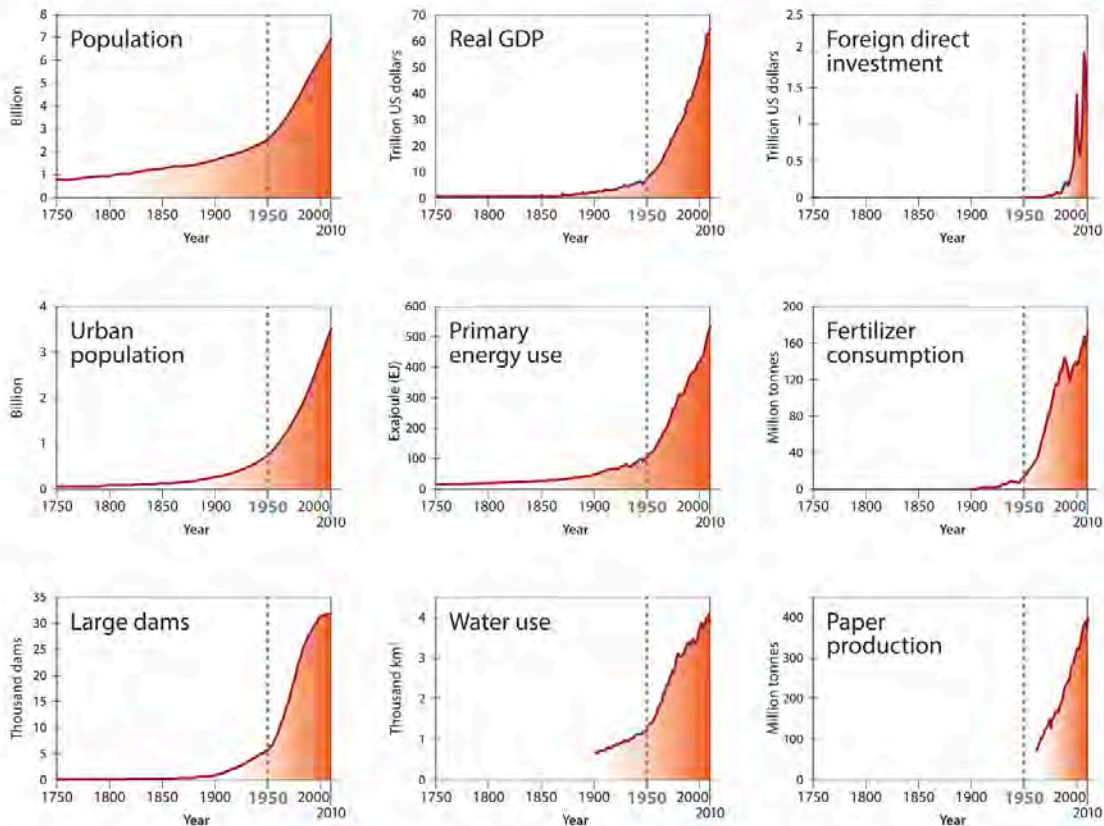 Population
Billion
8
7
6
5
4
3
2
1
0
1750 1800 1850 1900 1950 2000
2010
Year
Real GDP
Trillion US dollars
70
60
50
40
30
20
10
0
1750 1800 1850 1900 1950 2000
2010
Year
Foreign direct
investment
Trillion US dollars
2.5
2
1.5
1
0.5
0
1750 1800 1850 1900 1950 2000
2010
Year
Urban
population
Billion
4
3
2
1
0
1750 1800 1850 1900 1950 2000
2010
Year
Primary
energy use
Exajoule (EJ)
600
500
400
300
200
100
0
1750 1800 1850 1900 1950 2000
2010
Year
Fertilizer
consumption
Million tonnes
200
160
120
80
40
0
1750 1800 1850 1900 1950 2000
2010
Year
Large dams
Thousand dams
35
30
25
20
15
10
5
0
1750 1800 1850 1900 1950 2000
2010
Year
Water use
Thousand km³
4
3
2
1
0
1750 1800 1850 1900 1950 2000
2010
Year
Paper
production
Million tonnes
400
300
200
100
0
1750 1800 1850 1900 1950 2000
2010
Year